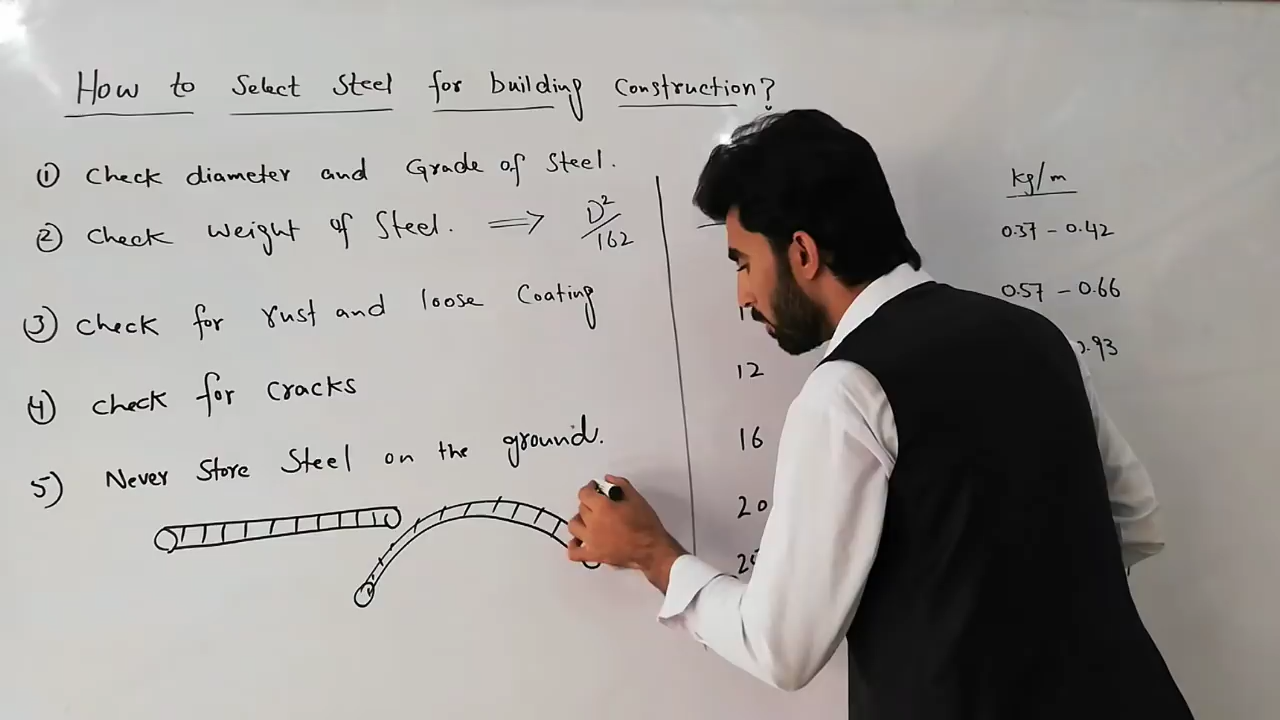 How to Select Steel for building Construction?
① Check diameter and Grade of Steel.
② Check Weight of Steel. ⟹ D²/162
③ Check for rust and loose Coating
④ Check for cracks
5) Never Store Steel on the ground.
12
16
20
kg/m
0.37 - 0.42
0.57 - 0.66